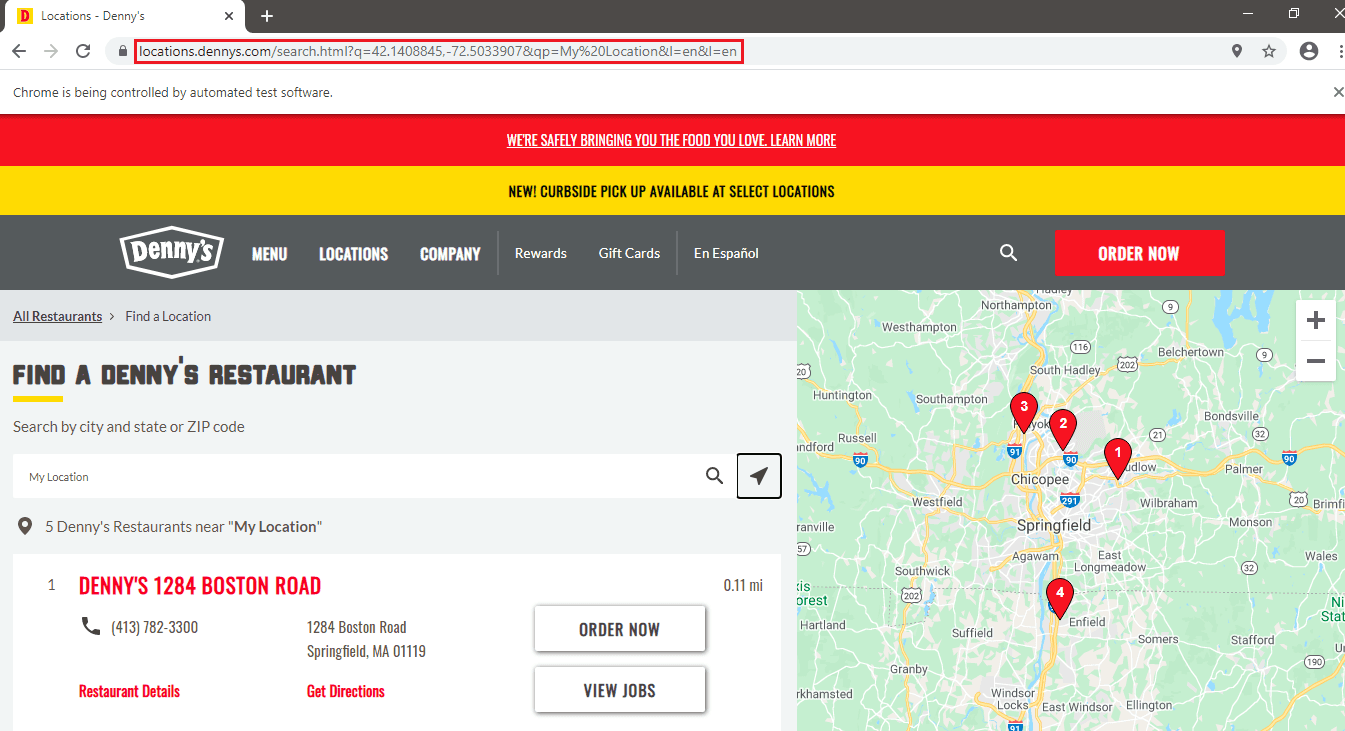 Locations - Denny's
locations.dennys.com/search.html?q=42.1408845,-72.5033907&qp=My%20Location&l=en&l=en
Chrome is being controlled by automated test software.
WE'RE SAFELY BRINGING YOU THE FOOD YOU LOVE. LEARN MORE
NEW! CURBSIDE PICK UP AVAILABLE AT SELECT LOCATIONS
Denny's MENU LOCATIONS COMPANY Rewards Gift Cards En Español ORDER NOW
All Restaurants > Find a Location
FIND A DENNY'S RESTAURANT
Search by city and state or ZIP code
My Location
5 Denny's Restaurants near "My Location"
1 DENNY'S 1284 BOSTON ROAD 0.11 mi
(413) 782-3300 1284 Boston Road
Springfield, MA 01119
ORDER NOW
Restaurant Details Get Directions
VIEW JOBS
Hadley
Northampton 9
Westhampton
116 Belchertown 9
202
20 South Hadley
Huntington Southampton
3 2 Bondsville
Russell 21 32
90 91 90 1 90
Ludlow Palmer
Chicopee
291 20
Westfield Wilbraham Brimfi
Springfield Monson
57
Agawam East Wales
Longmeadow
Southwick 32
202 4
Hartland Enfield
Suffield Somers Stafford
190
Granby
Windsor
Locks East Windsor Ellington
91